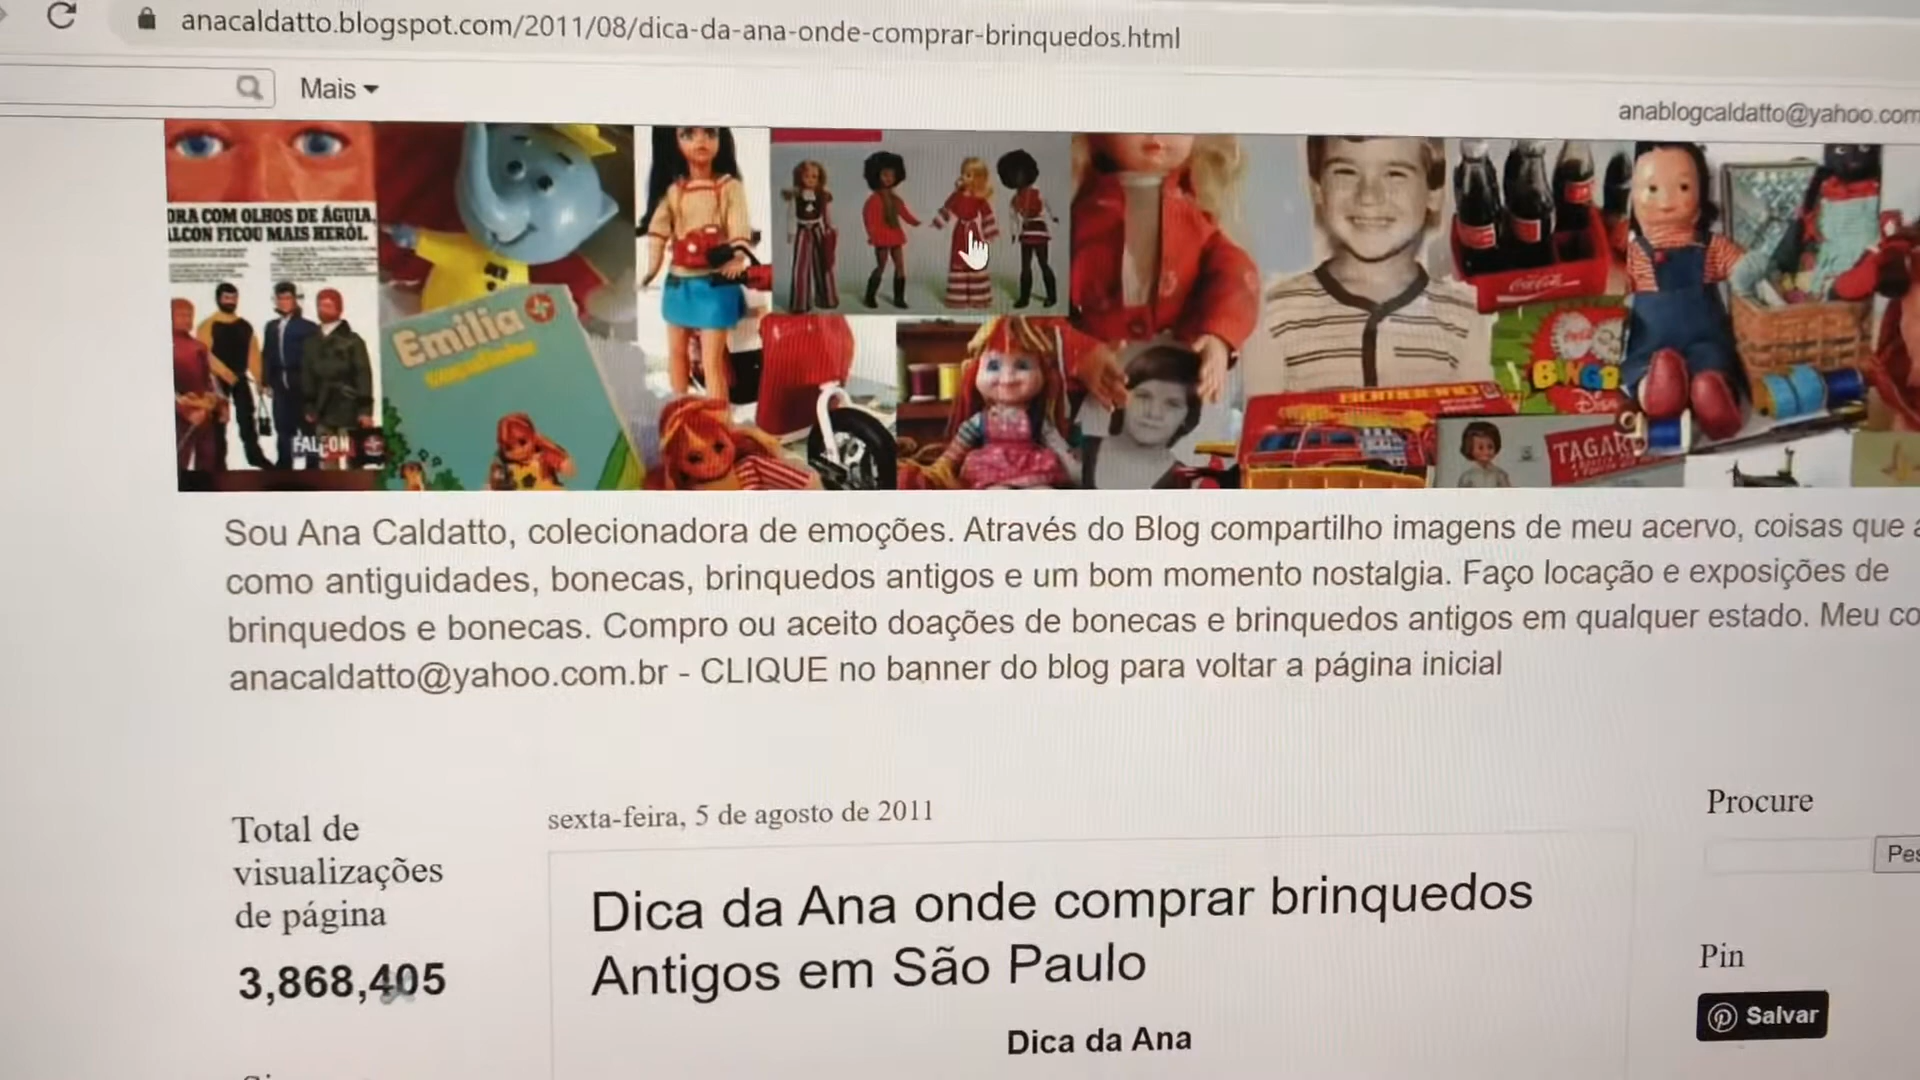 anacaldatto.blogspot.com/2011/08/dica-da-ana-onde-comprar-brinquedos.html
Mais
anablogcaldatto@yahoo.com
ORA COM OLHOS DE ÁGUIA,
ALCON FICOU MAIS HERÓI.
Emília
FALCON
Coca-Cola
BINGO
Disney
TAGARELA
Sou Ana Caldatto, colecionadora de emoções. Através do Blog compartilho imagens de meu acervo, coisas que a
como antiguidades, bonecas, brinquedos antigos e um bom momento nostalgia. Faço locação e exposições de
brinquedos e bonecas. Compro ou aceito doações de bonecas e brinquedos antigos em qualquer estado. Meu co
anacaldatto@yahoo.com.br - CLIQUE no banner do blog para voltar a página inicial
Total de
visualizações
de página
3,868,405
sexta-feira, 5 de agosto de 2011
Dica da Ana onde comprar brinquedos
Antigos em São Paulo
Dica da Ana
Procure
Pes
Pin
Salvar